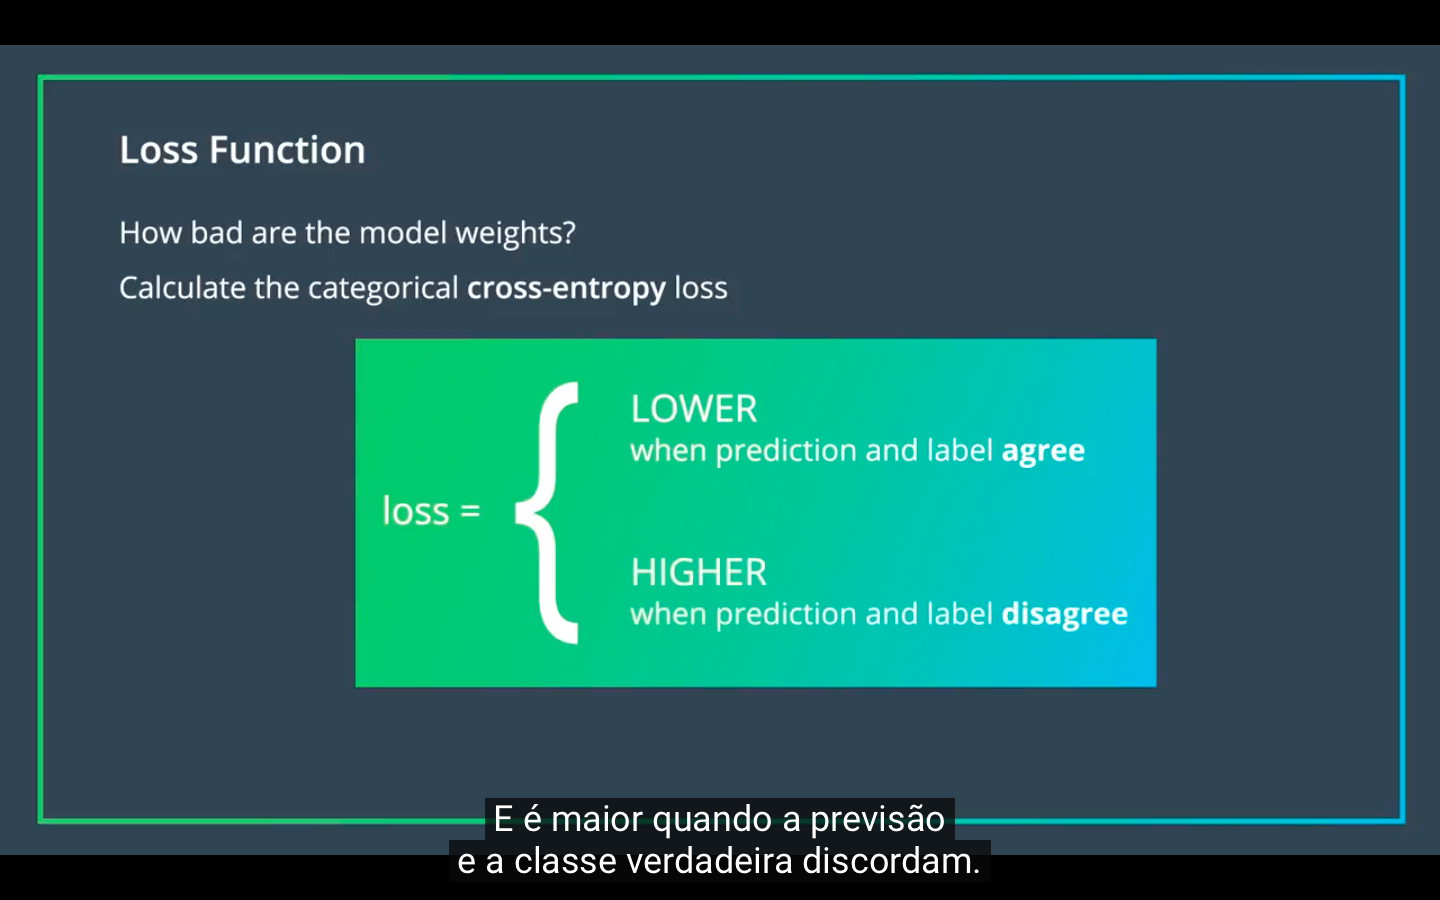 Loss Function
How bad are the model weights?
Calculate the categorical cross-entropy loss
loss = {
LOWER
when prediction and label agree
HIGHER
when prediction and label disagree
E é maior quando a previsão
e a classe verdadeira discordam.